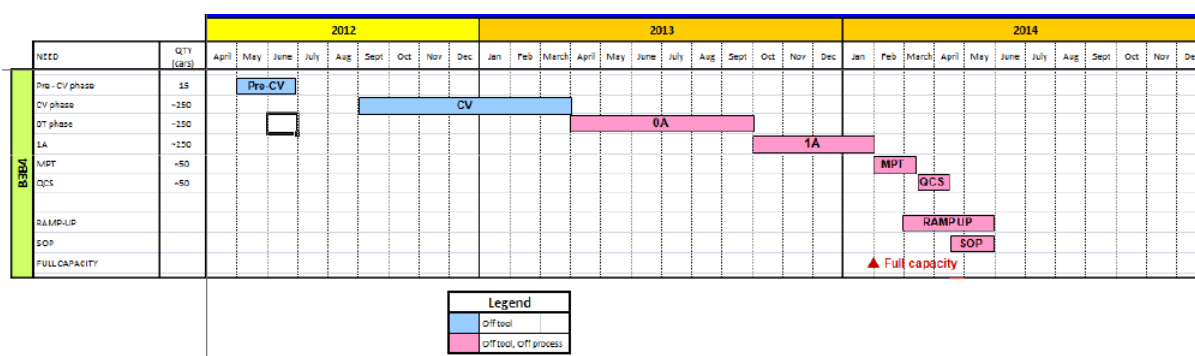 2012 2013 2014
NEED QTY (cars) April May June July Aug Sept Oct Nov Dec Jan Feb March April May June July Aug Sept Oct Nov Dec Jan Feb March April May June July Aug Sept Oct Nov De
B3B4
Pre - CV phase 15 Pre-CV
CV phase ~250 CV
0T phase ~250 0A
1A ~250 1A
MPT ~50 MPT
QCS ~50 QCS
RAMP-UP RAMP UP
SOP SOP
FULL CAPACITY Full capacity
Legend
Off tool
Off tool, Off process